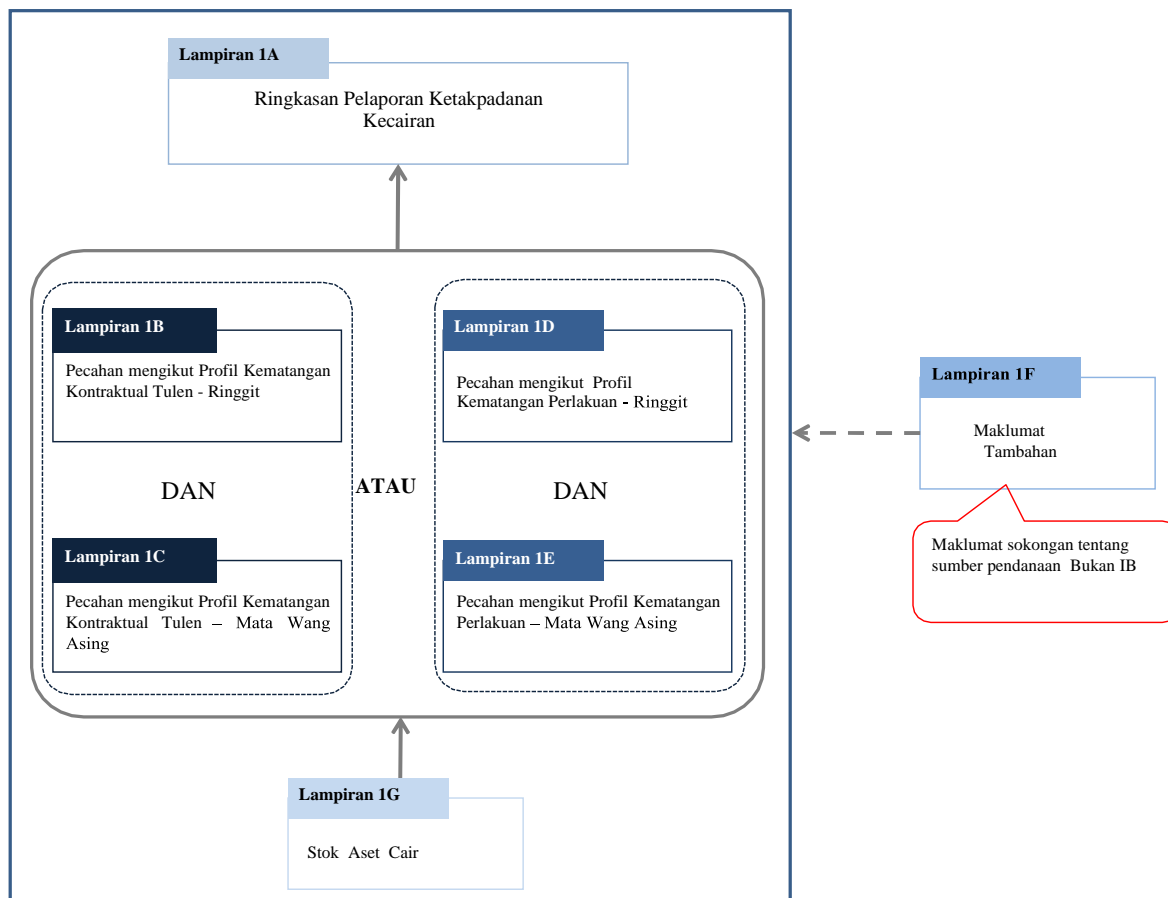 Lampiran 1A
Ringkasan Pelaporan Ketakpadanan
Kecairan
Lampiran 1B
Pecahan mengikut Profil Kematangan
Kontraktual Tulen - Ringgit
DAN
Lampiran 1C
Pecahan mengikut Profil Kematangan
Kontraktual Tulen – Mata Wang
Asing
ATAU
Lampiran 1D
Pecahan mengikut Profil
Kematangan Perlakuan - Ringgit
DAN
Lampiran 1E
Pecahan mengikut Profil Kematangan
Perlakuan – Mata Wang Asing
Lampiran 1F
Maklumat
Tambahan
Maklumat sokongan tentang
sumber pendanaan Bukan IB
Lampiran 1G
Stok Aset Cair